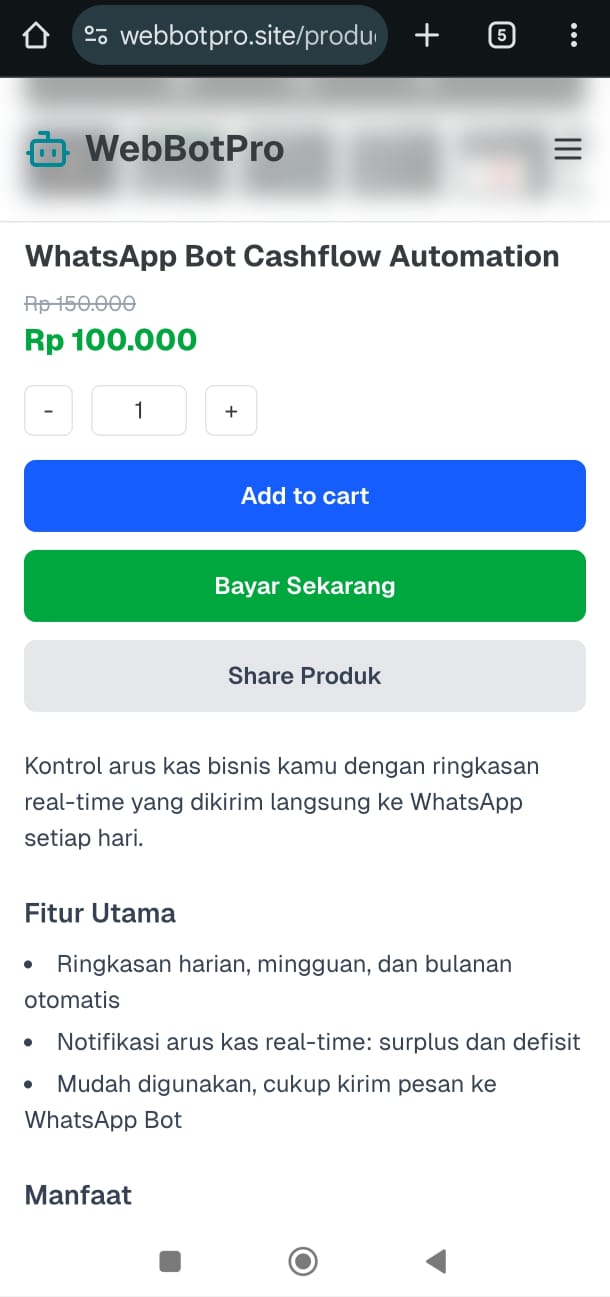 webbotpro.site/produ
5
WebBotPro
WhatsApp Bot Cashflow Automation
Rp 150.000
Rp 100.000
- 1 +
Add to cart
Bayar Sekarang
Share Produk
Kontrol arus kas bisnis kamu dengan ringkasan
real-time yang dikirim langsung ke WhatsApp
setiap hari.
Fitur Utama
• Ringkasan harian, mingguan, dan bulanan
otomatis
• Notifikasi arus kas real-time: surplus dan defisit
• Mudah digunakan, cukup kirim pesan ke
WhatsApp Bot
Manfaat